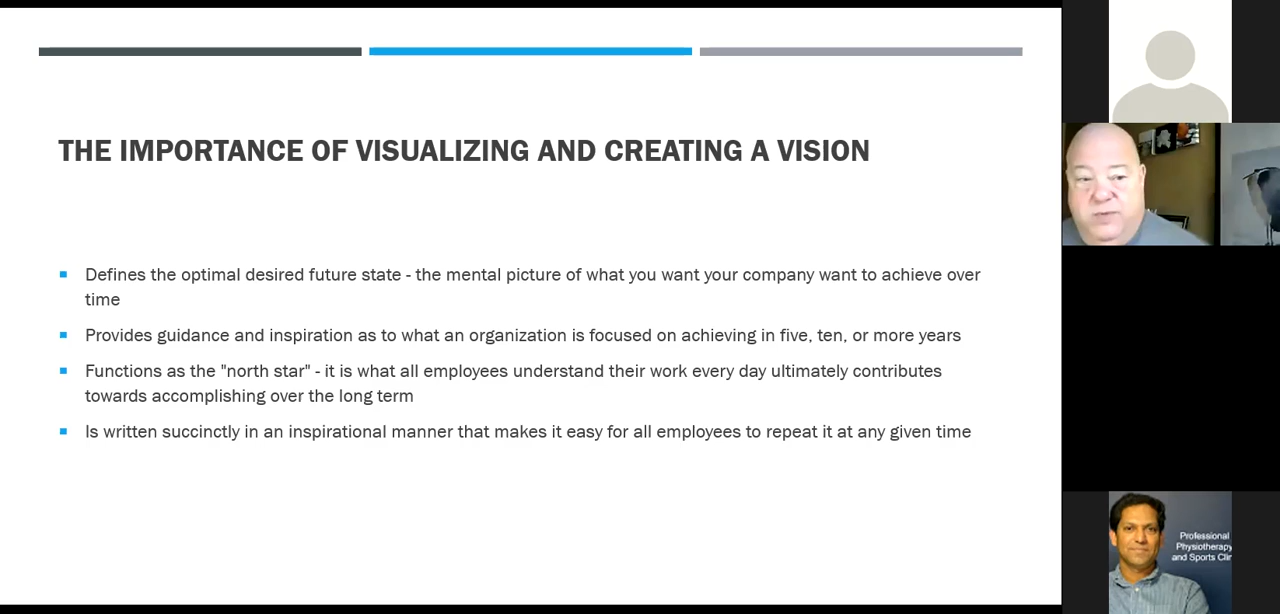 THE IMPORTANCE OF VISUALIZING AND CREATING A VISION
Defines the optimal desired future state - the mental picture of what you want your company want to achieve over
time
Provides guidance and inspiration as to what an organization is focused on achieving in five, ten, or more years
Functions as the "north star" - it is what all employees understand their work every day ultimately contributes
towards accomplishing over the long term
Is written succinctly in an inspirational manner that makes it easy for all employees to repeat it at any given time
Professional
Physiotherapy
and Sports